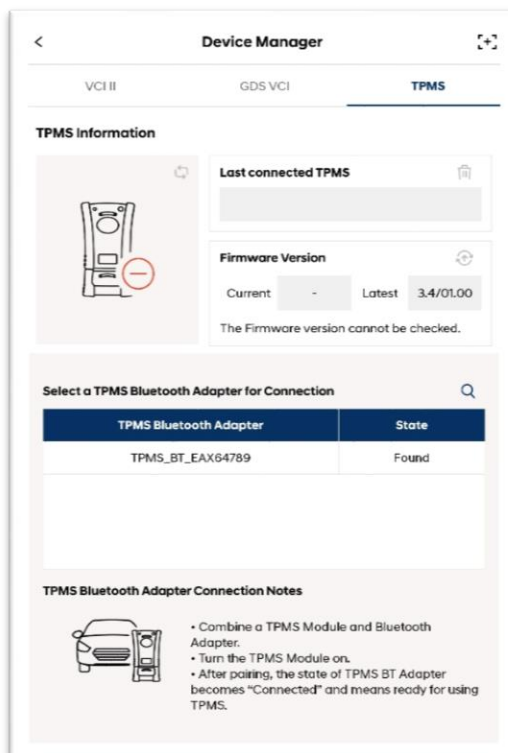 Device Manager
VCI II
GDS VCI
TPMS
TPMS Information
Last connected TPMS
Firmware Version
Current - Latest 3.4/01.00
The Firmware version cannot be checked.
Select a TPMS Bluetooth Adapter for Connection
TPMS Bluetooth Adapter State
TPMS_BT_EAX64789 Found
TPMS Bluetooth Adapter Connection Notes
• Combine a TPMS Module and Bluetooth
Adapter.
• Turn the TPMS Module on.
• After pairing, the state of TPMS BT Adapter
becomes “Connected” and means ready for using
TPMS.